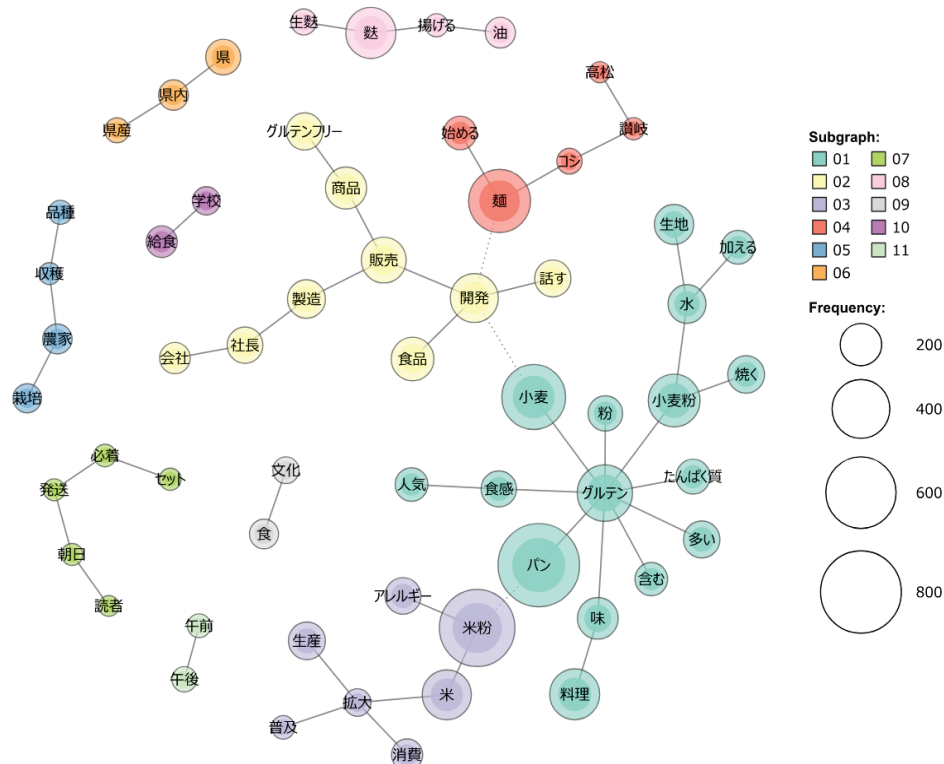 生麩
麩
揚げる
油
県
県内
県産
高松
讃岐
コシ
始める
麺
グルテンフリー
商品
販売
製造
社長
会社
開発
話す
食品
学校
給食
品種
収穫
農家
栽培
生地
加える
水
小麦粉
焼く
小麦
粉
グルテン
たんぱく質
多い
含む
食感
人気
パン
味
料理
必着
セット
発送
朝日
読者
文化
食
午前
午後
アレルギー
米粉
米
生産
拡大
普及
消費
Subgraph:
01 07
02 08
03 09
04 10
05 11
06
Frequency:
200
400
600
800